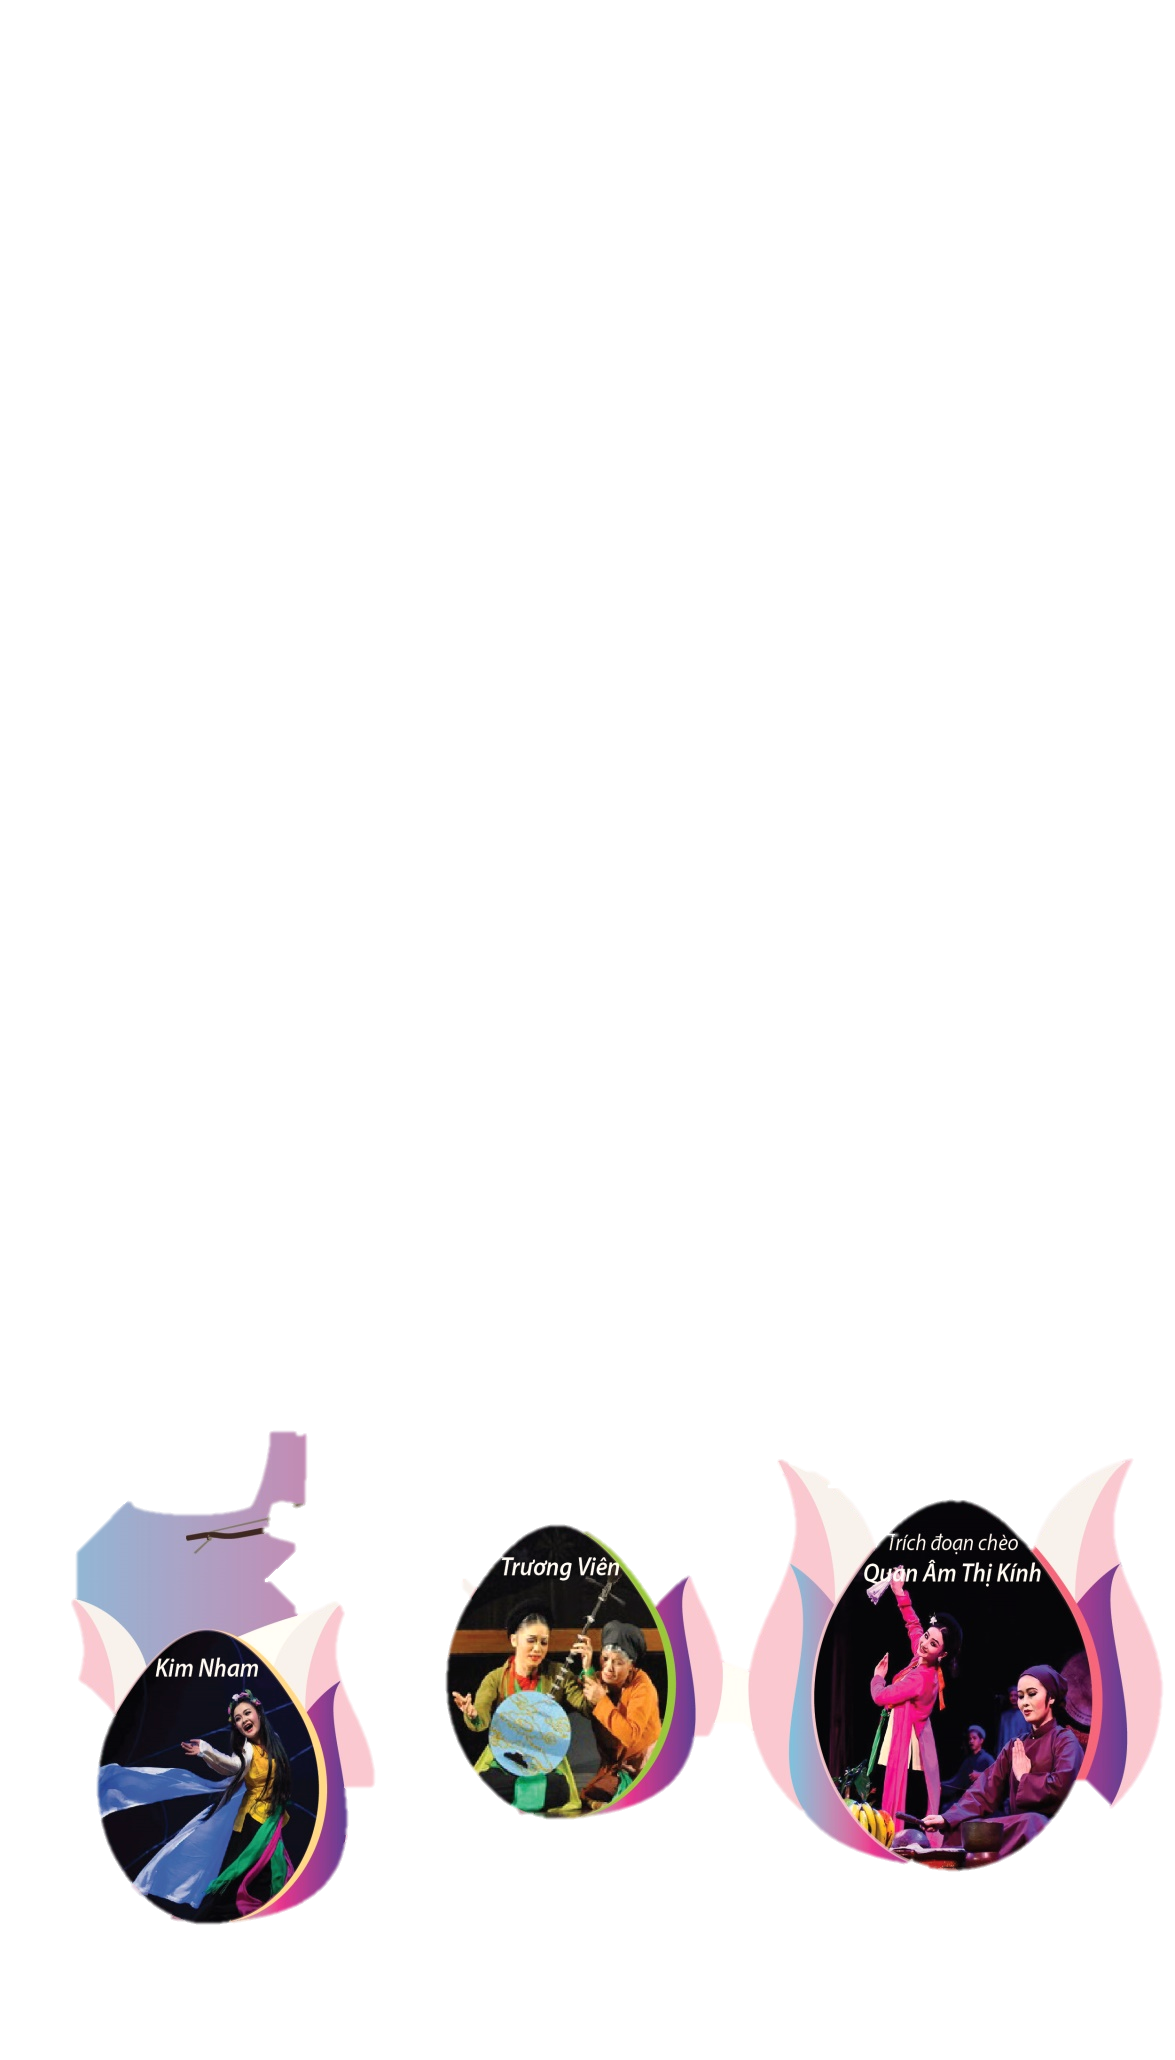 Kim Nham
Trương Viên
Trích đoạn chèo
Quan Âm Thị Kính